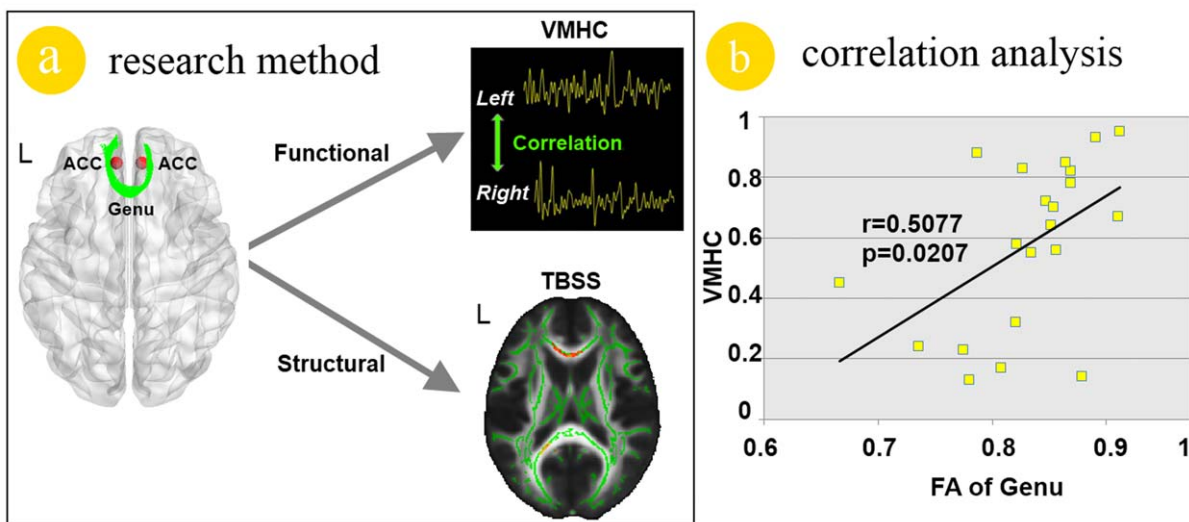 a research method
VMHC
Left
Correlation
Right
L
ACC ACC
Genu
Functional
Structural
TBSS
L
b correlation analysis
VMHC
1
0.8
0.6
0.4
0.2
0
r=0.5077
p=0.0207
0.6 0.7 0.8 0.9 1
FA of Genu